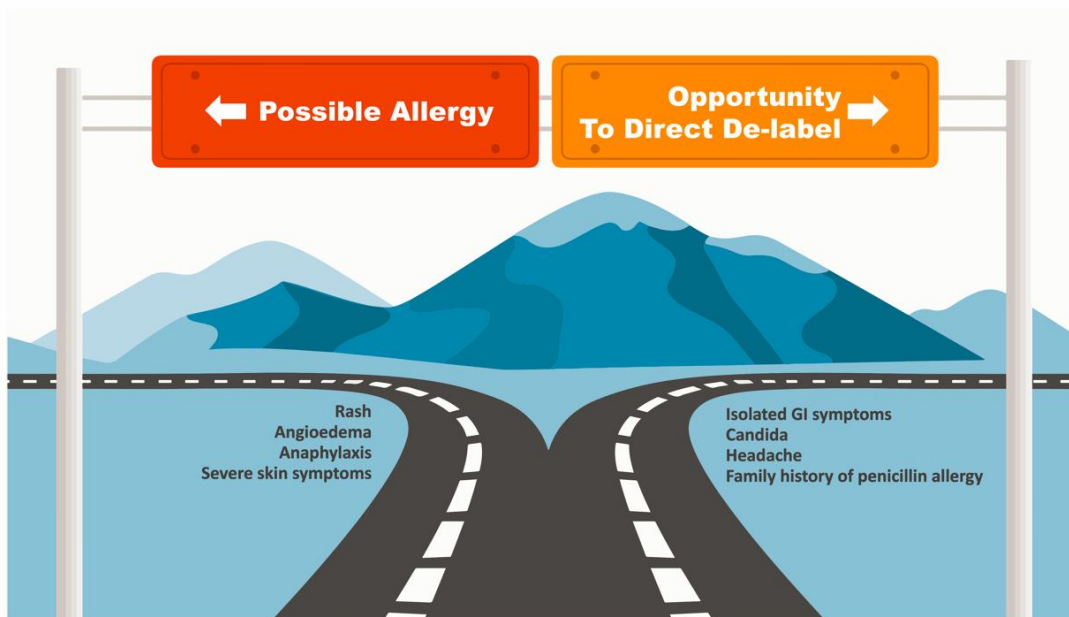 Possible Allergy
Opportunity
To Direct De-label
Rash
Angioedema
Anaphylaxis
Severe skin symptoms
Isolated GI symptoms
Candida
Headache
Family history of penicillin allergy